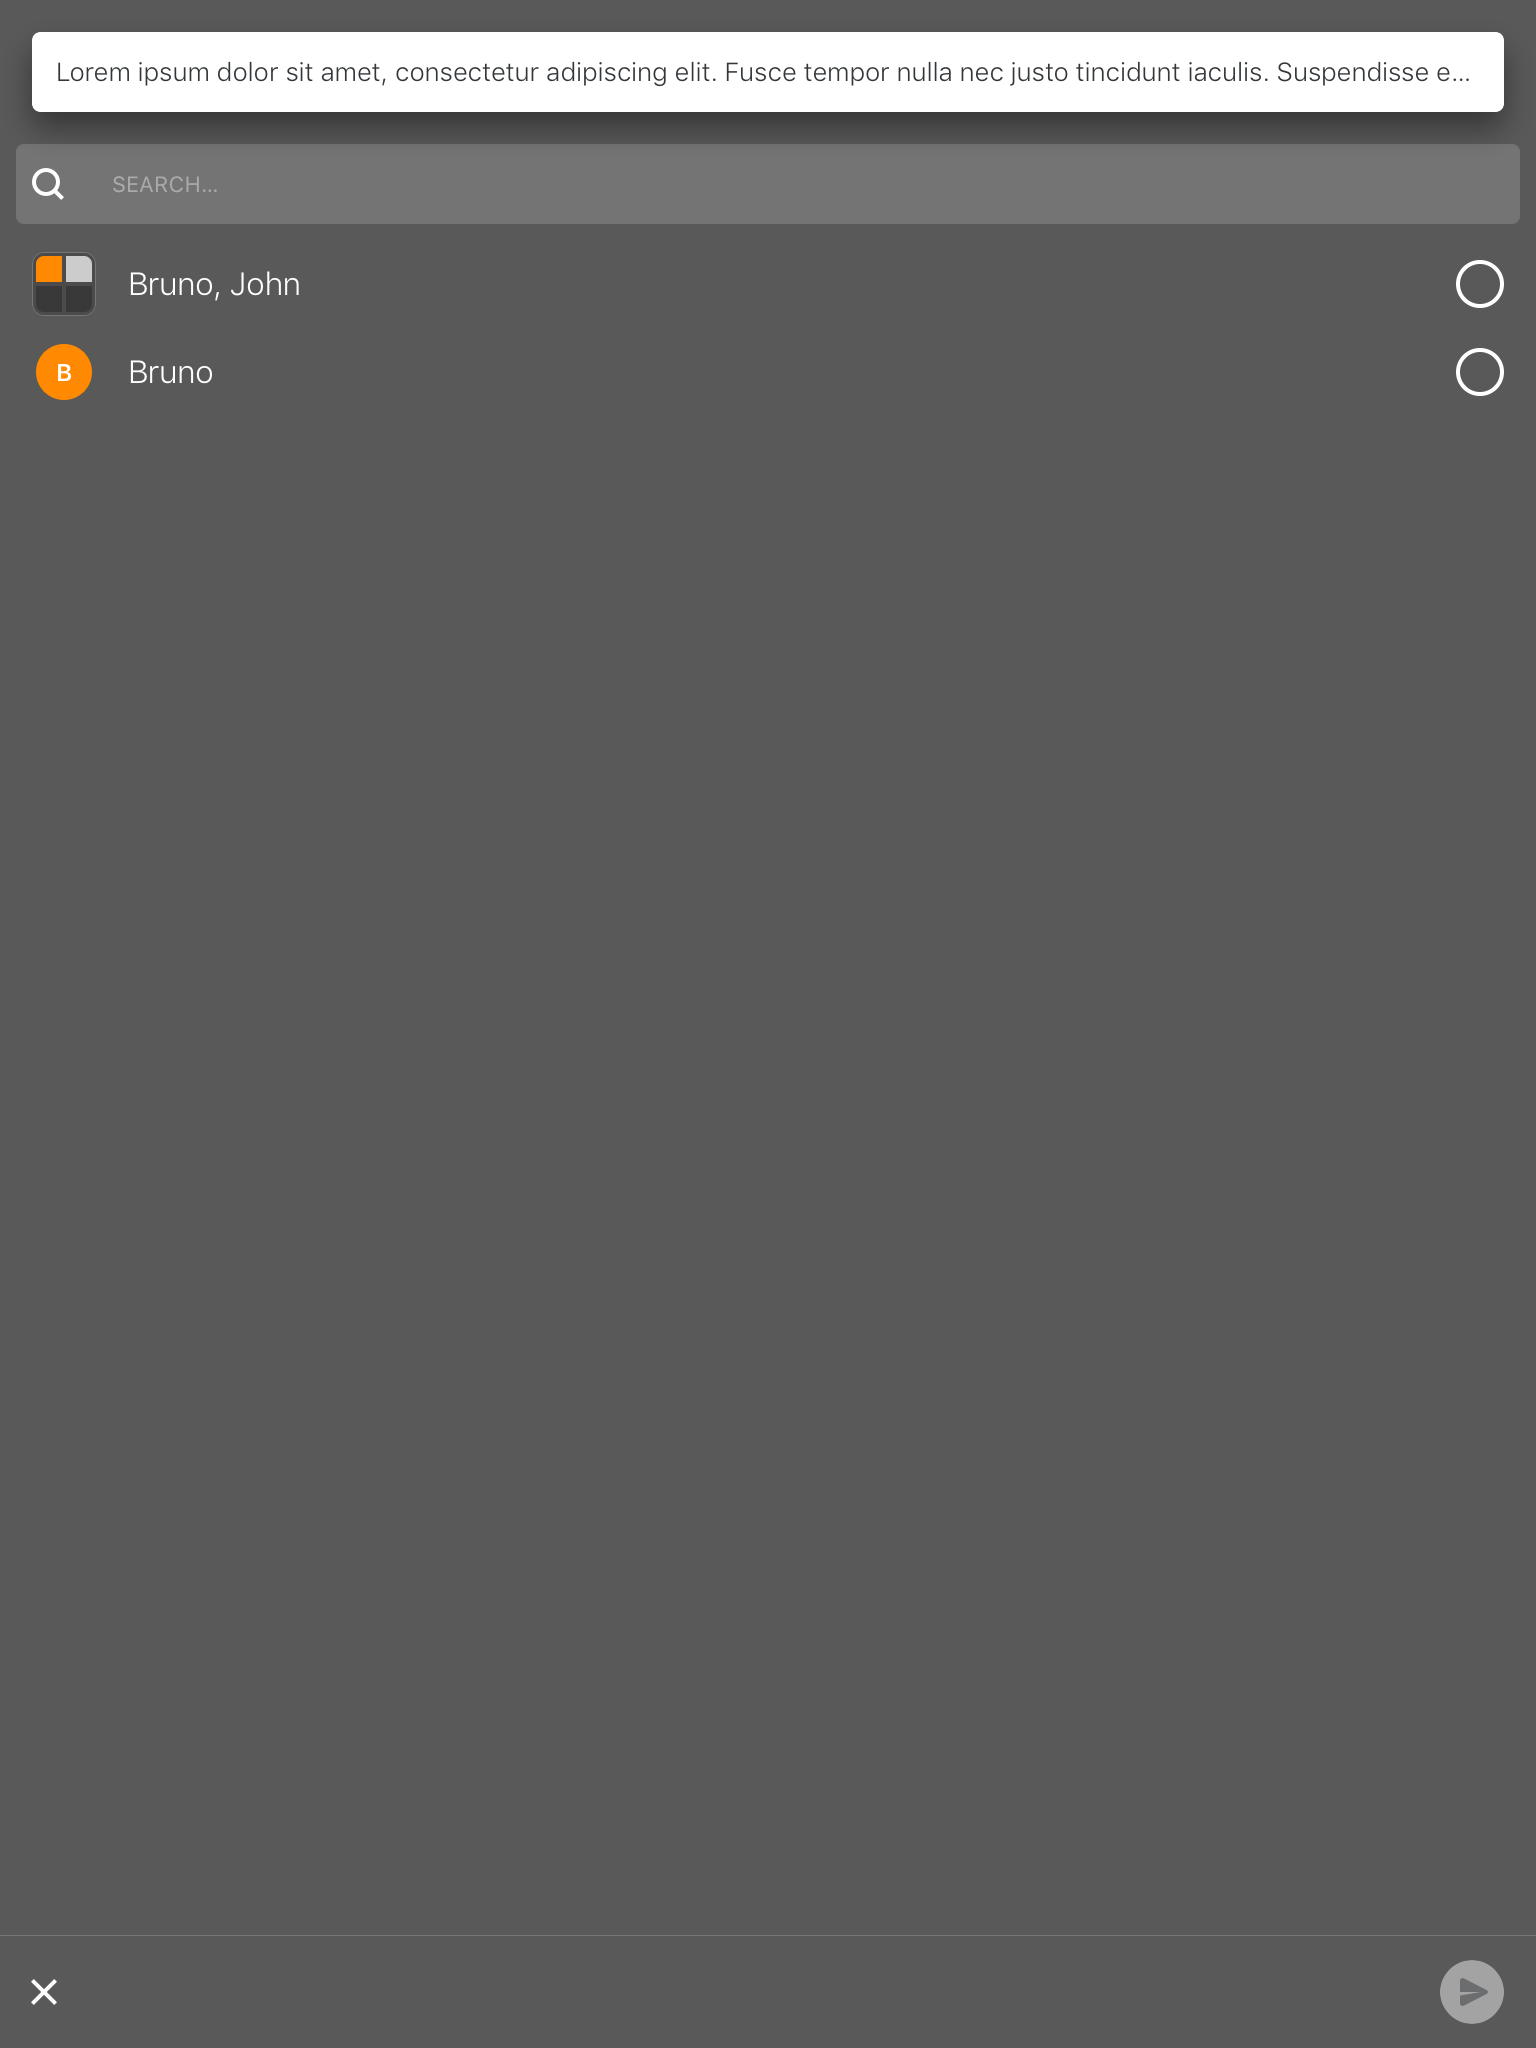 Lorem ipsum dolor sit amet, consectetur adipiscing elit. Fusce tempor nulla nec justo tincidunt iaculis. Suspendisse e...
SEARCH...
Bruno, John
B
Bruno